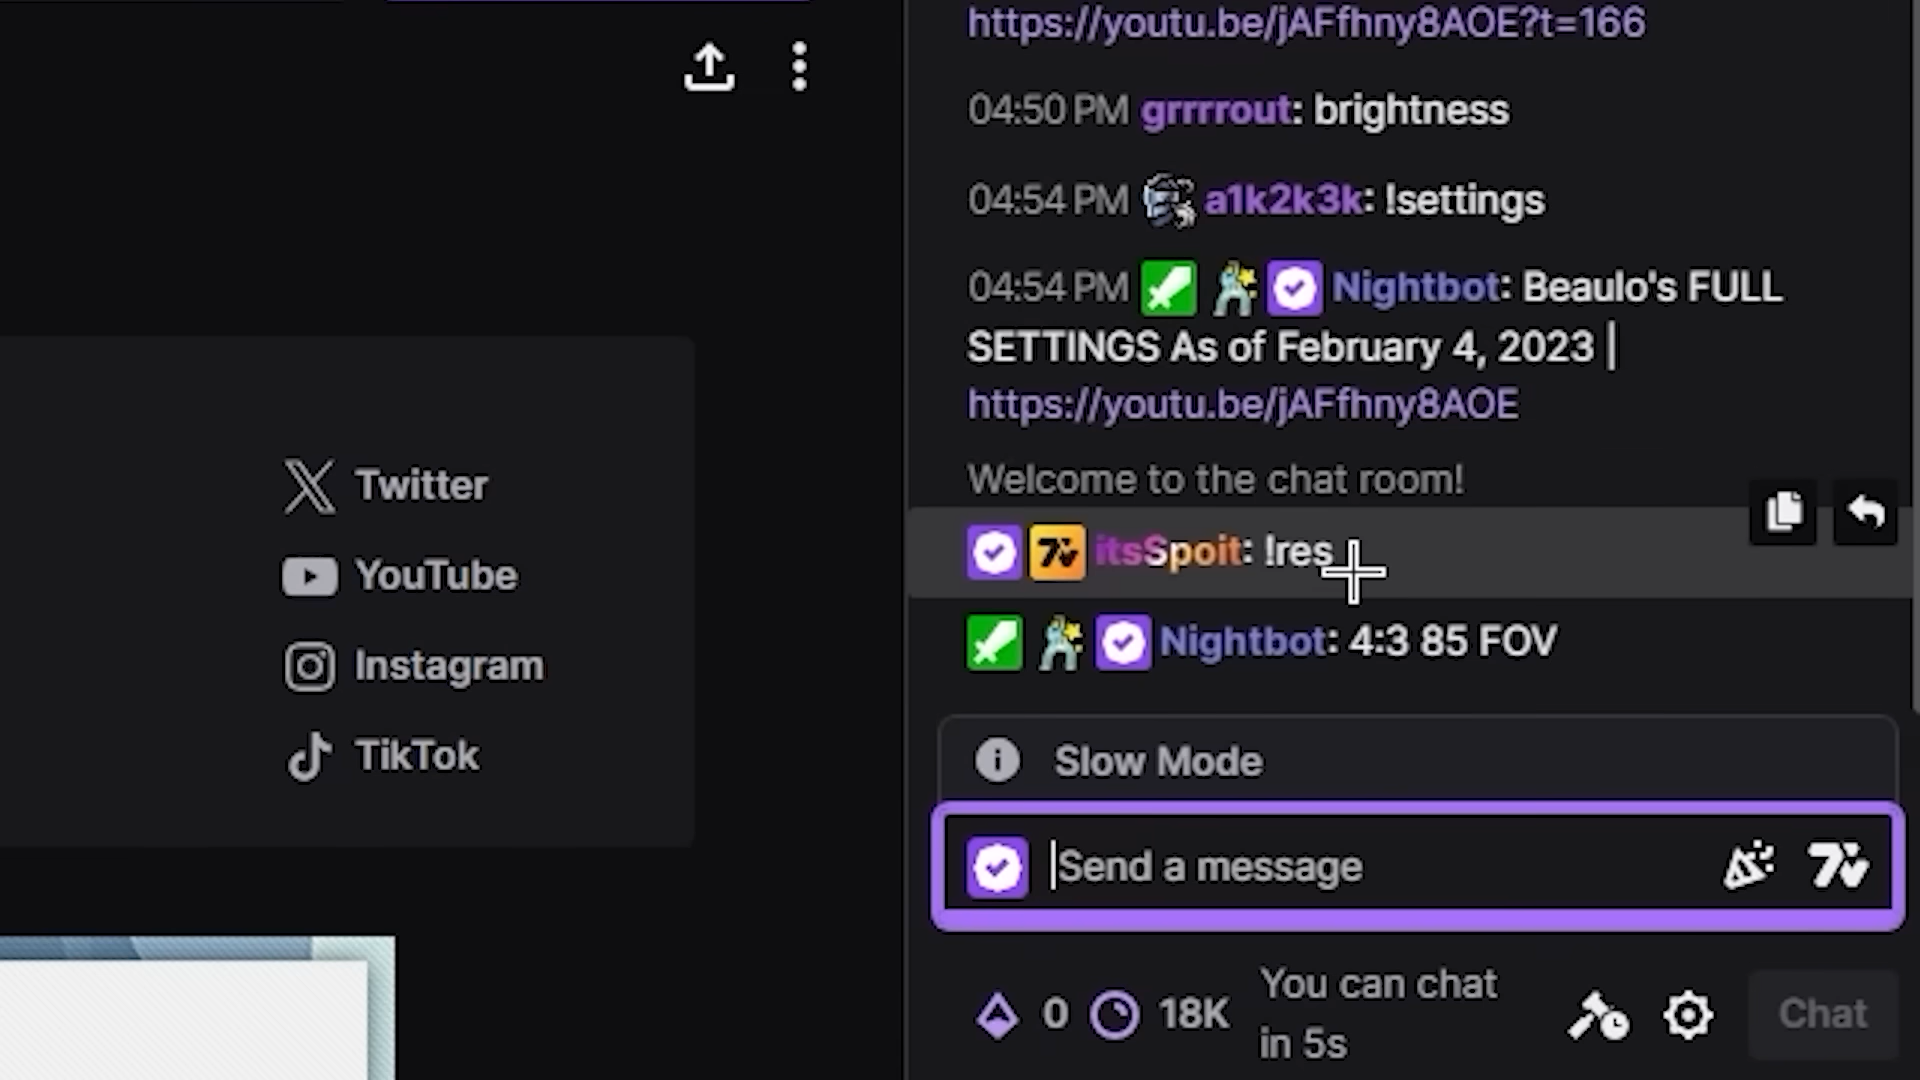 https://youtu.be/jAFfhny8AOE?t=166
04:50 PM grrrrout: brightness
04:54 PM a1k2k3k: !settings
04:54 PM Nightbot: Beaulo's FULL
SETTINGS As of February 4, 2023 |
https://youtu.be/jAFfhny8AOE
Welcome to the chat room!
itsSpoit: !res
Nightbot: 4:3 85 FOV
Twitter
YouTube
Instagram
TikTok
Slow Mode
Send a message
0 18K
You can chat
in 5s
Chat